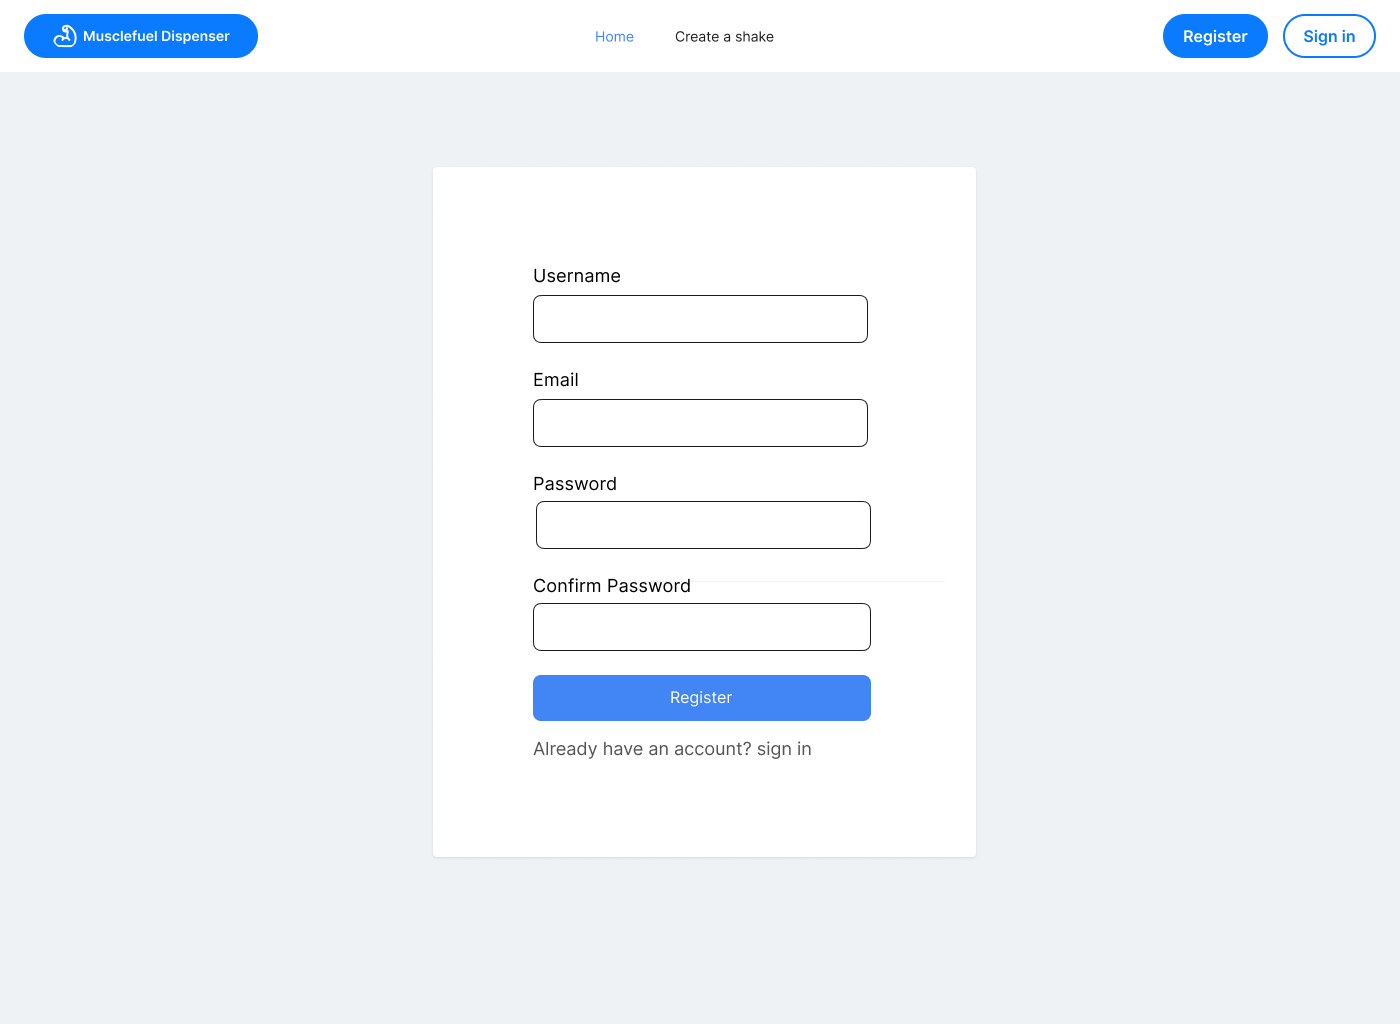 Musclefuel Dispenser
Home
Create a shake
Register
Sign in
Username
Email
Password
Confirm Password
Register
Already have an account? sign in